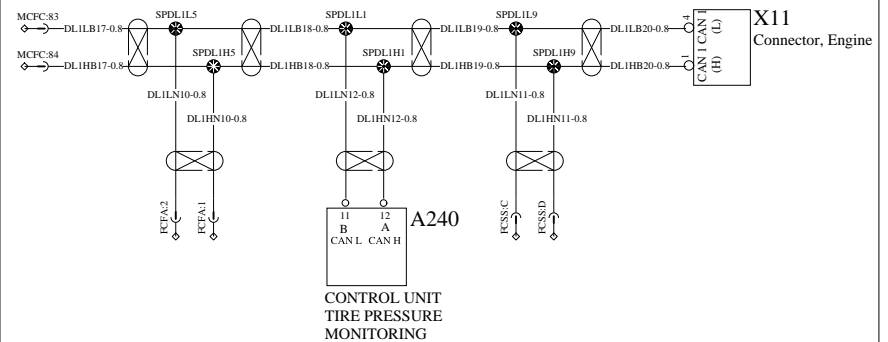 MCFC:83
DL1LB17-0.8
SPDL1L5
DL1LB18-0.8
SPDL1L1
DL1LB19-0.8
SPDL1L9
DL1LB20-0.8
4
CAN 1
(L)
X11
Connector, Engine
MCFC:84
DL1HB17-0.8
SPDL1H5
DL1HB18-0.8
SPDL1H1
DL1HB19-0.8
SPDL1H9
DL1HB20-0.8
1
CAN 1
(H)
DL1LN10-0.8
DL1LN12-0.8
DL1LN11-0.8
DL1HN10-0.8
DL1HN12-0.8
DL1HN11-0.8
FCFA:2
FCFA:1
11
B
CAN L
12
A
CAN H
A240
FCSS:C
FCSS:D
CONTROL UNIT
TIRE PRESSURE
MONITORING